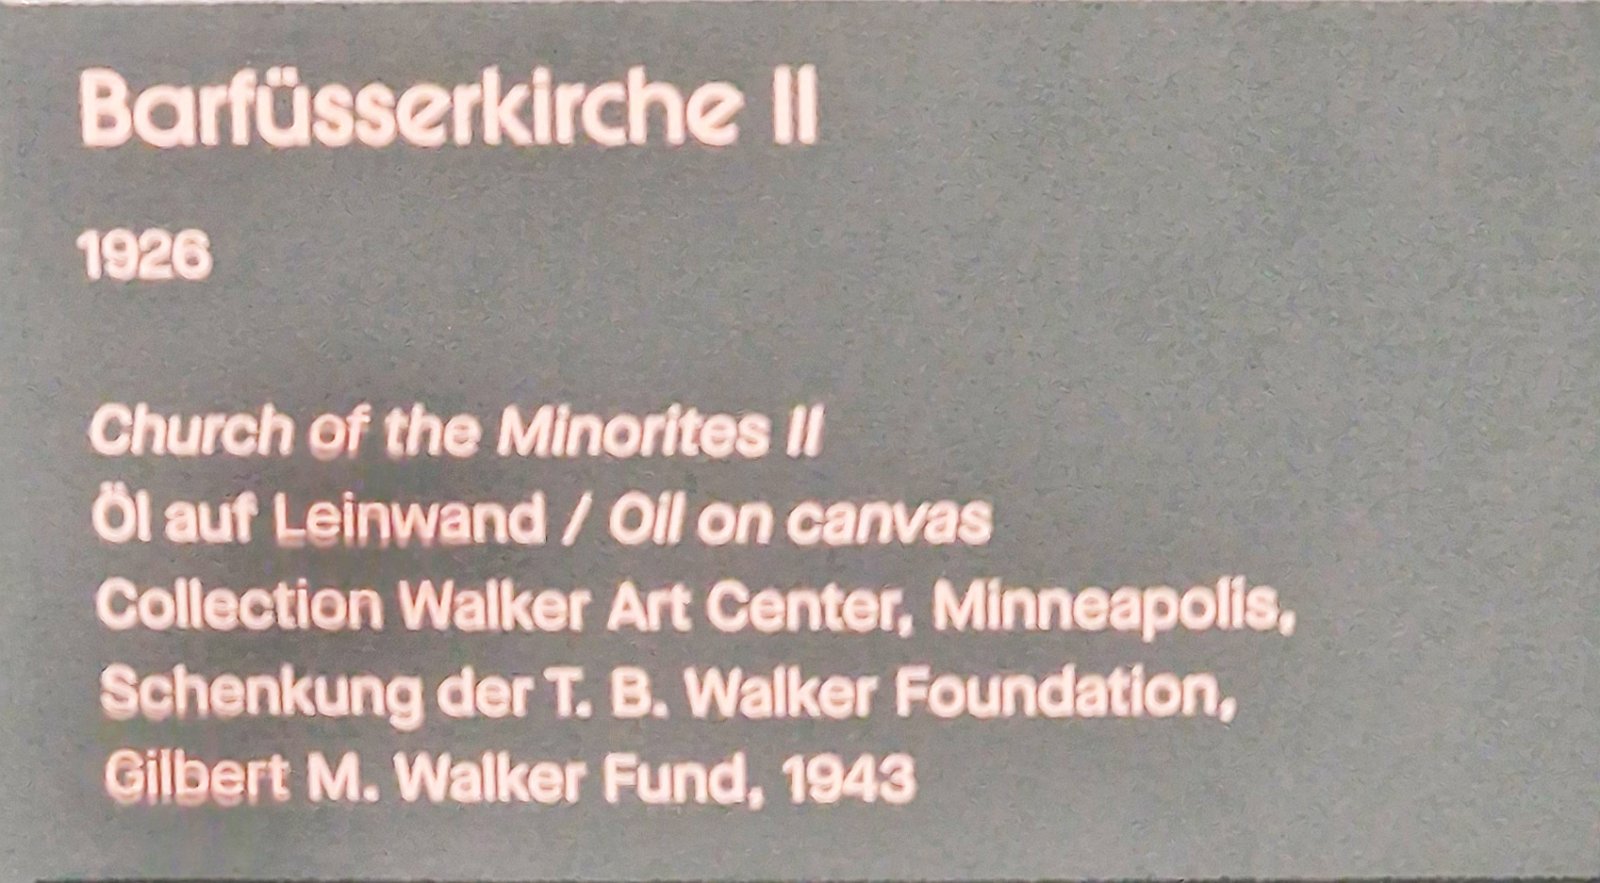 Barfüsserkirche II
1926
Church of the Minorites II
Öl auf Leinwand / Oil on canvas
Collection Walker Art Center, Minneapolis,
Schenkung der T. B. Walker Foundation,
Gilbert M. Walker Fund, 1943